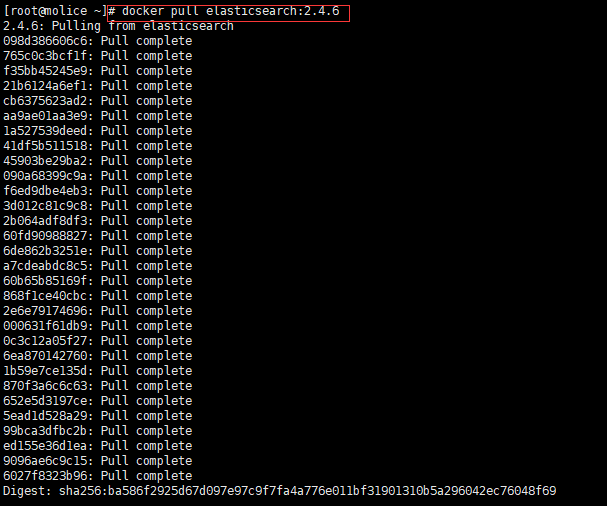 [root@molice ~]# docker pull elasticsearch:2.4.6
2.4.6: Pulling from elasticsearch
098d386606c6: Pull complete
765c0c3bcf1f: Pull complete
f35bb45245e9: Pull complete
21b6124a6ef1: Pull complete
cb6375623ad2: Pull complete
aa9ae01aa3e9: Pull complete
1a527539deed: Pull complete
41df5b511518: Pull complete
45903be29ba2: Pull complete
090a68399c9a: Pull complete
f6ed9dbe4eb3: Pull complete
3d012c81c9c8: Pull complete
2b064adf8df3: Pull complete
60fd90988827: Pull complete
6de862b3251e: Pull complete
a7cdeabdc8c5: Pull complete
60b65b85169f: Pull complete
868f1ce40cbc: Pull complete
2e6e79174696: Pull complete
000631f61db9: Pull complete
0c3c12a05f27: Pull complete
6ea870142760: Pull complete
1b59e7ce135d: Pull complete
870f3a6c6c63: Pull complete
652e5d3197ce: Pull complete
5ead1d528a29: Pull complete
99bca3dfbc2b: Pull complete
ed155e36d1ea: Pull complete
9096ae6c9c15: Pull complete
6027f8323b96: Pull complete
Digest: sha256:ba586f2925d67d097e97c9f7fa4a776e011bf31901310b5a296042ec76048f69